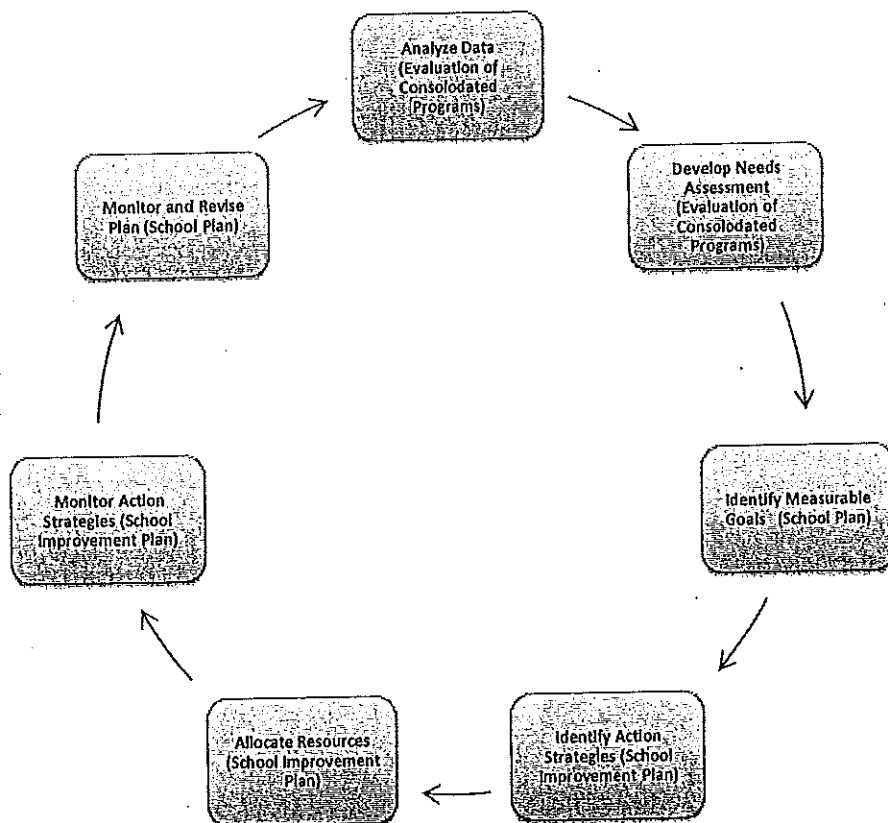 Analyze Data
(Evaluation of
Consolodated
Programs)
Develop Needs
Assessment
(Evaluation of
Consolodated
Programs)
Identify Measurable
Goals (School Plan)
Identify Action
Strategies (School
Improvement Plan)
Allocate Resources
(School Improvement
Plan)
Monitor Action
Strategies (School
Improvement Plan)
Monitor and Revise
Plan (School Plan)